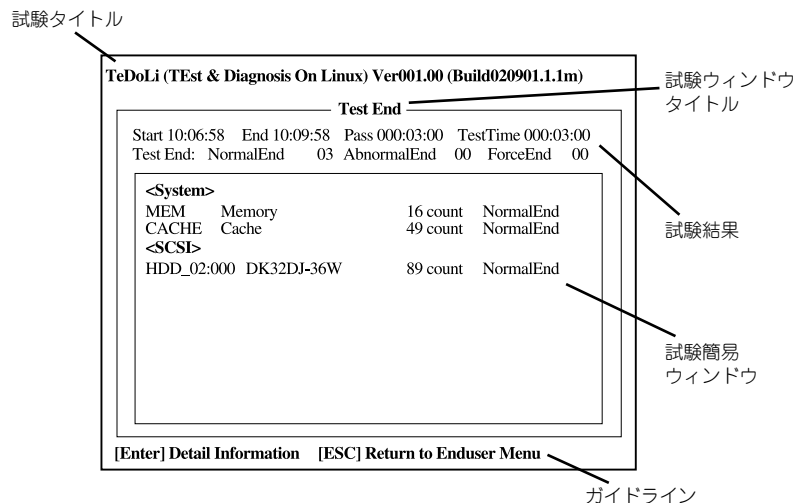 試験タイトル
TeDoLi (TEst & Diagnosis On Linux) Ver001.00 (Build020901.1.1m)
試験ウィンドウ
タイトル
Test End
Start 10:06:58 End 10:09:58 Pass 000:03:00 TestTime 000:03:00
Test End: NormalEnd 03 AbnormalEnd 00 ForceEnd 00
試験結果
<System>
MEM Memory 16 count NormalEnd
CACHE Cache 49 count NormalEnd
<SCSI>
HDD_02:000 DK32DJ-36W 89 count NormalEnd
試験簡易
ウィンドウ
[Enter] Detail Information [ESC] Return to Enduser Menu
ガイドライン